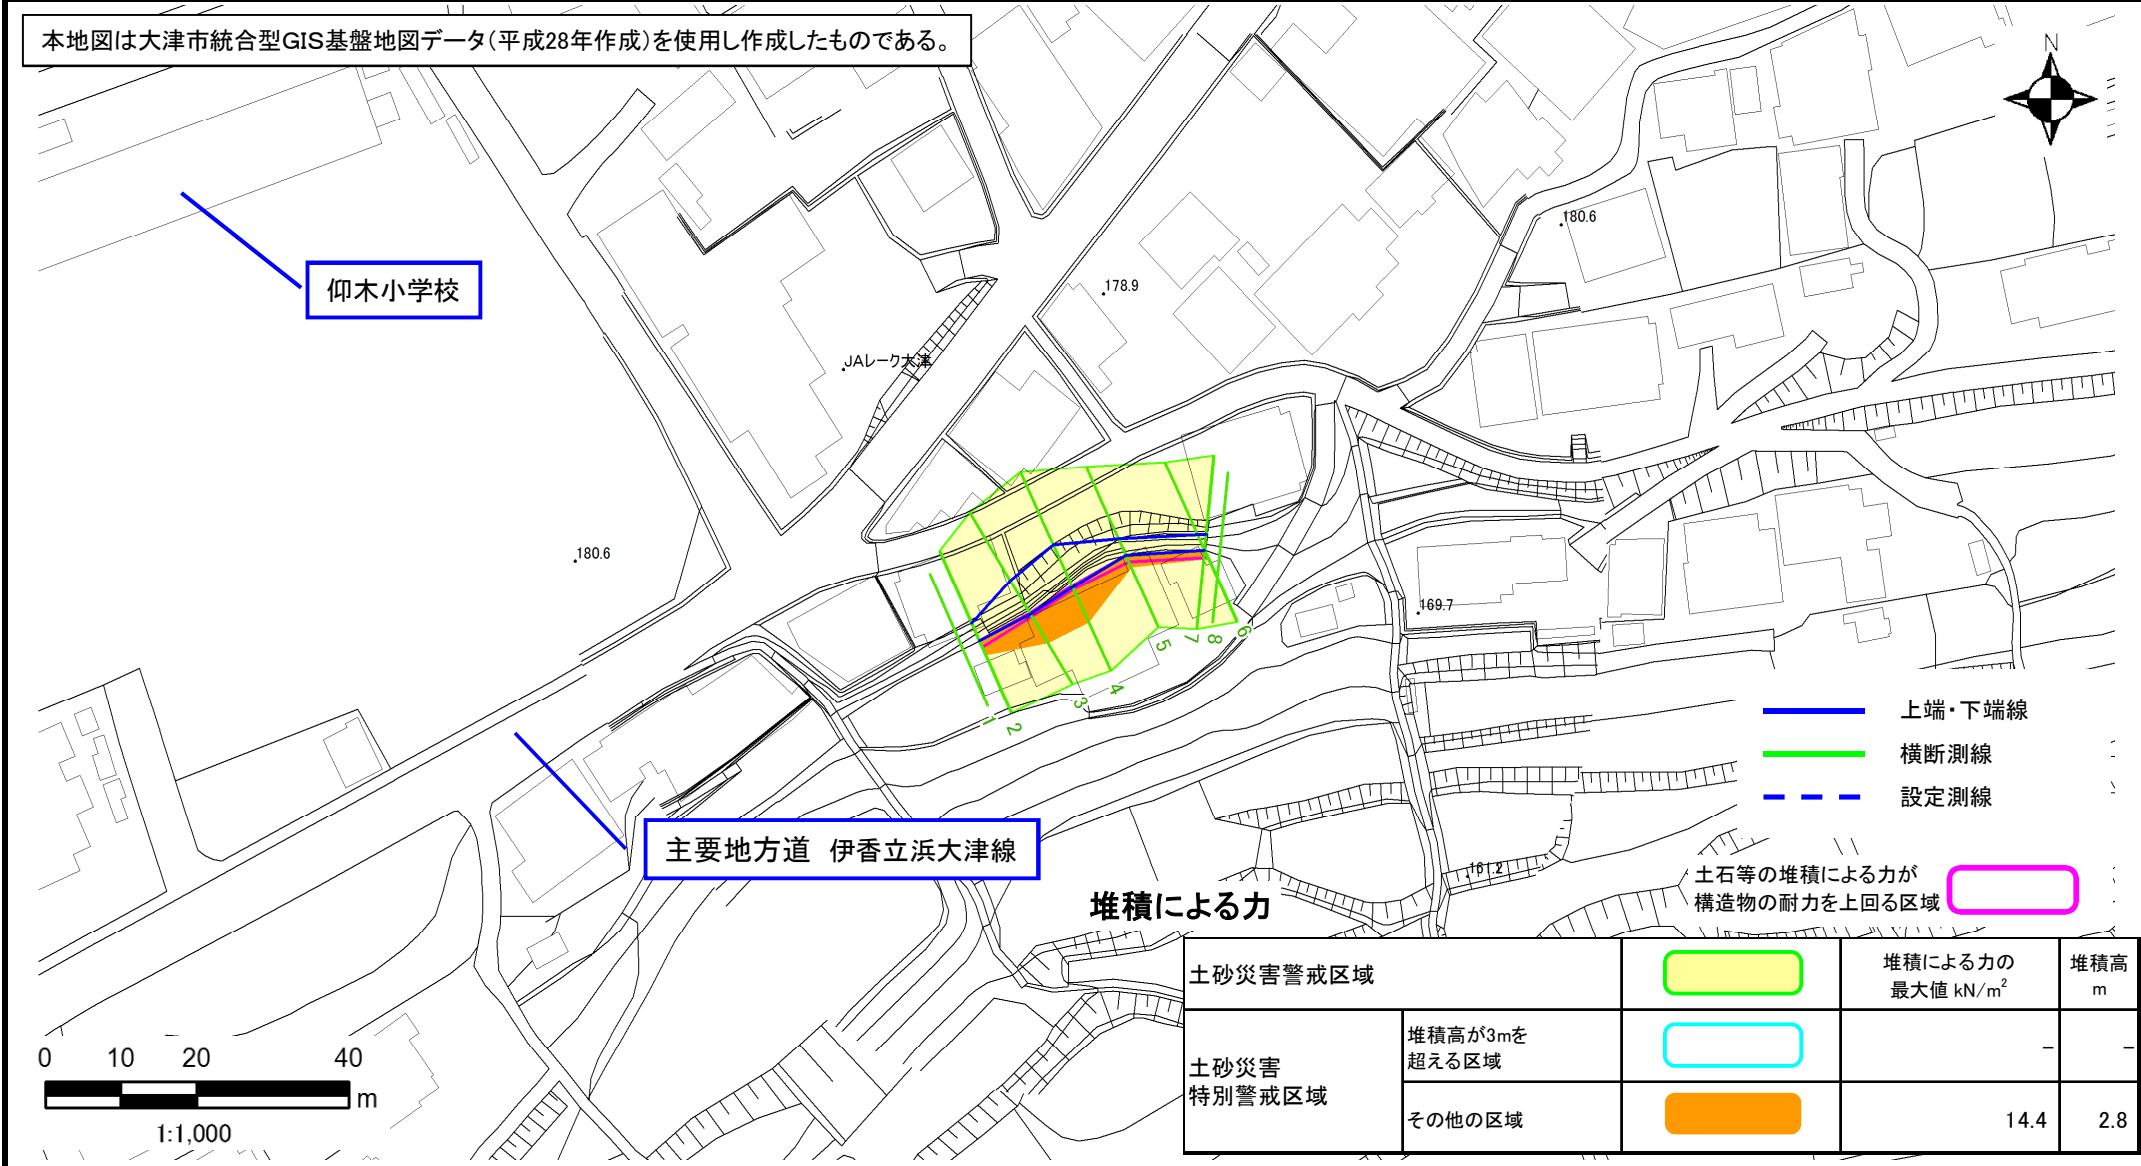 本地図は大津市統合型GIS基盤地図データ(平成28年作成)を使用し作成したものである。
N
180.6
仰木小学校
178.9
JAレーク大津
180.6
169.7
1
2
3
4
5
7
8
6
上端・下端線
横断測線
設定測線
主要地方道 伊香立浜大津線
161.2
土石等の堆積による力が
構造物の耐力を上回る区域
堆積による力
土砂災害警戒区域
堆積による力の
最大値 kN/m²
堆積高
m
土砂災害
特別警戒区域
堆積高が3mを
超える区域
－
－
その他の区域
14.4
2.8
0 10 20 40
m
1:1,000